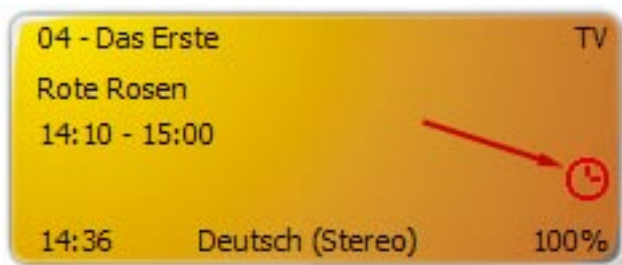 04 - Das Erste TV
Rote Rosen
14:10 - 15:00
14:36 Deutsch (Stereo) 100%